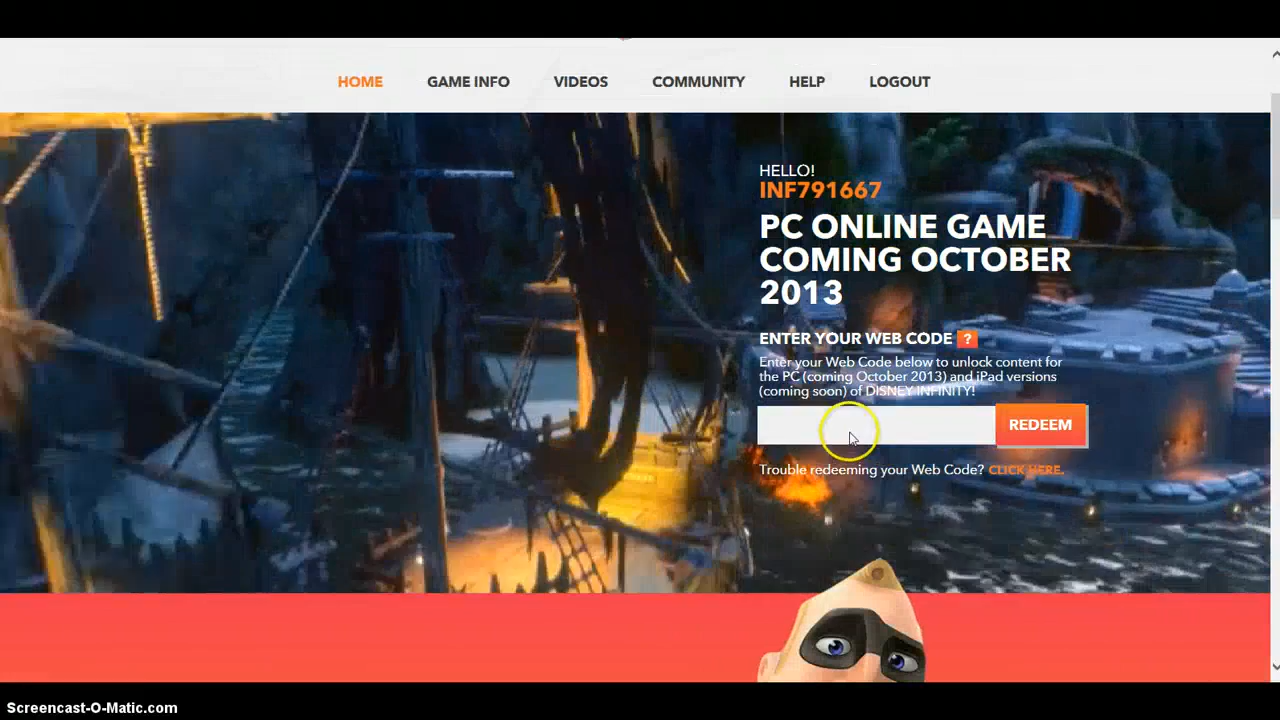 HOME GAME INFO VIDEOS COMMUNITY HELP LOGOUT
HELLO!
INF791667
PC ONLINE GAME
COMING OCTOBER
2013
ENTER YOUR WEB CODE ?
Enter your Web Code below to unlock content for
the PC (coming October 2013) and iPad versions
(coming soon) of DISNEY INFINITY!
REDEEM
Trouble redeeming your Web Code? CLICK HERE.
Screencast-O-Matic.com